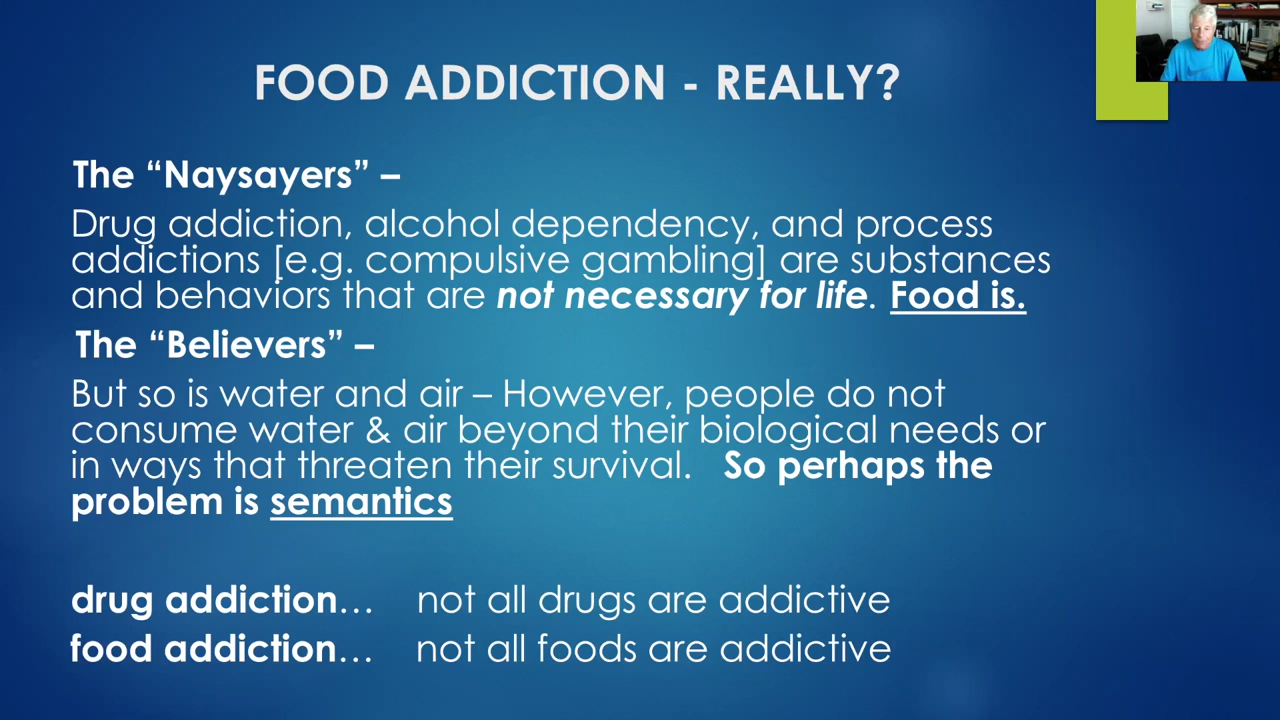 FOOD ADDICTION - REALLY?
The “Naysayers” –
Drug addiction, alcohol dependency, and process
addictions [e.g. compulsive gambling] are substances
and behaviors that are not necessary for life. Food is.
The “Believers” –
But so is water and air – However, people do not
consume water & air beyond their biological needs or
in ways that threaten their survival. So perhaps the
problem is semantics
drug addiction… not all drugs are addictive
food addiction… not all foods are addictive